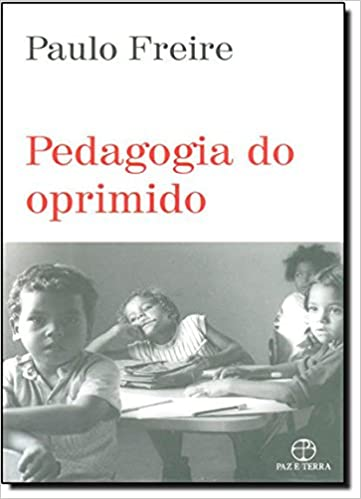 Paulo Freire
Pedagogia do
oprimido
PAZ E TERRA